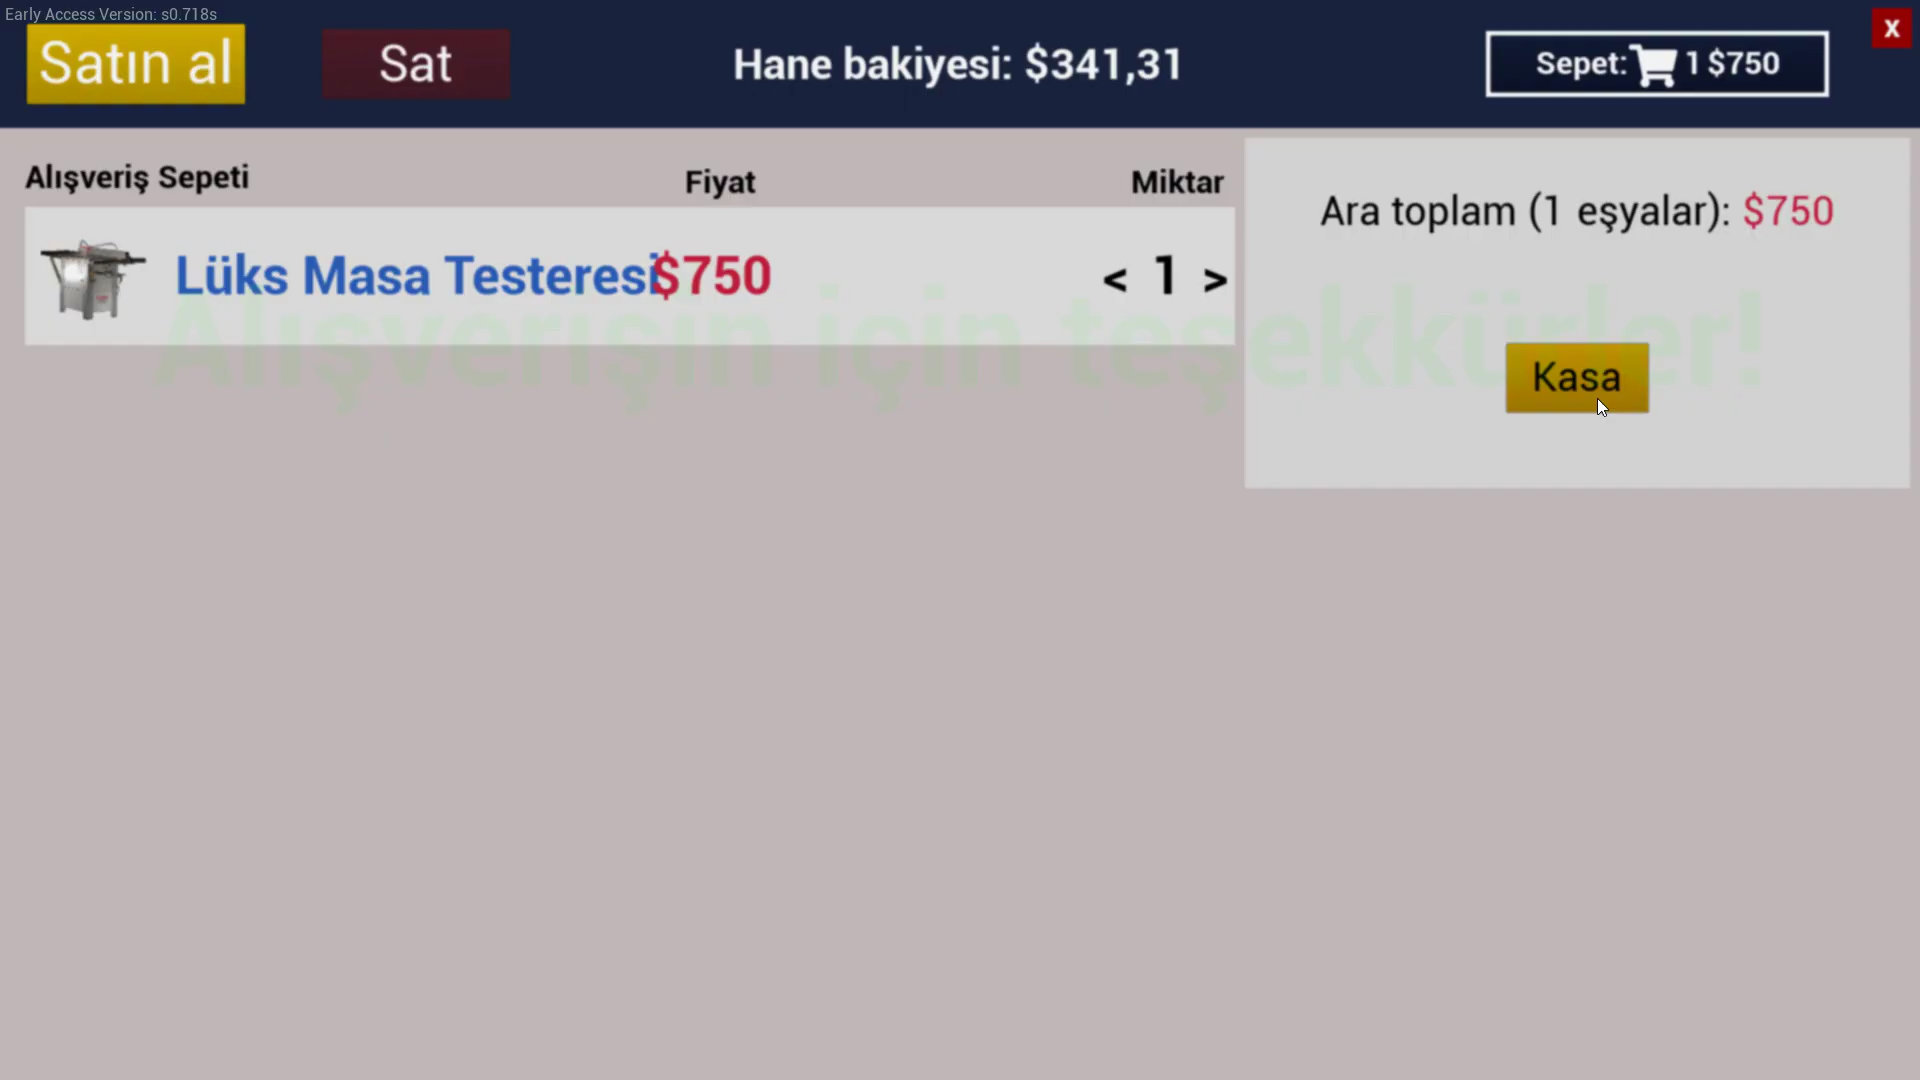 Early Access Version: s0.718s
Satın al
Sat
Hane bakiyesi: $341,31
Sepet: 1 $750
X
Alışveriş Sepeti
Fiyat
Miktar
Lüks Masa Testeresi
$750
< 1 >
Ara toplam (1 eşyalar): $750
Alışverişin için teşekkürler!
Kasa